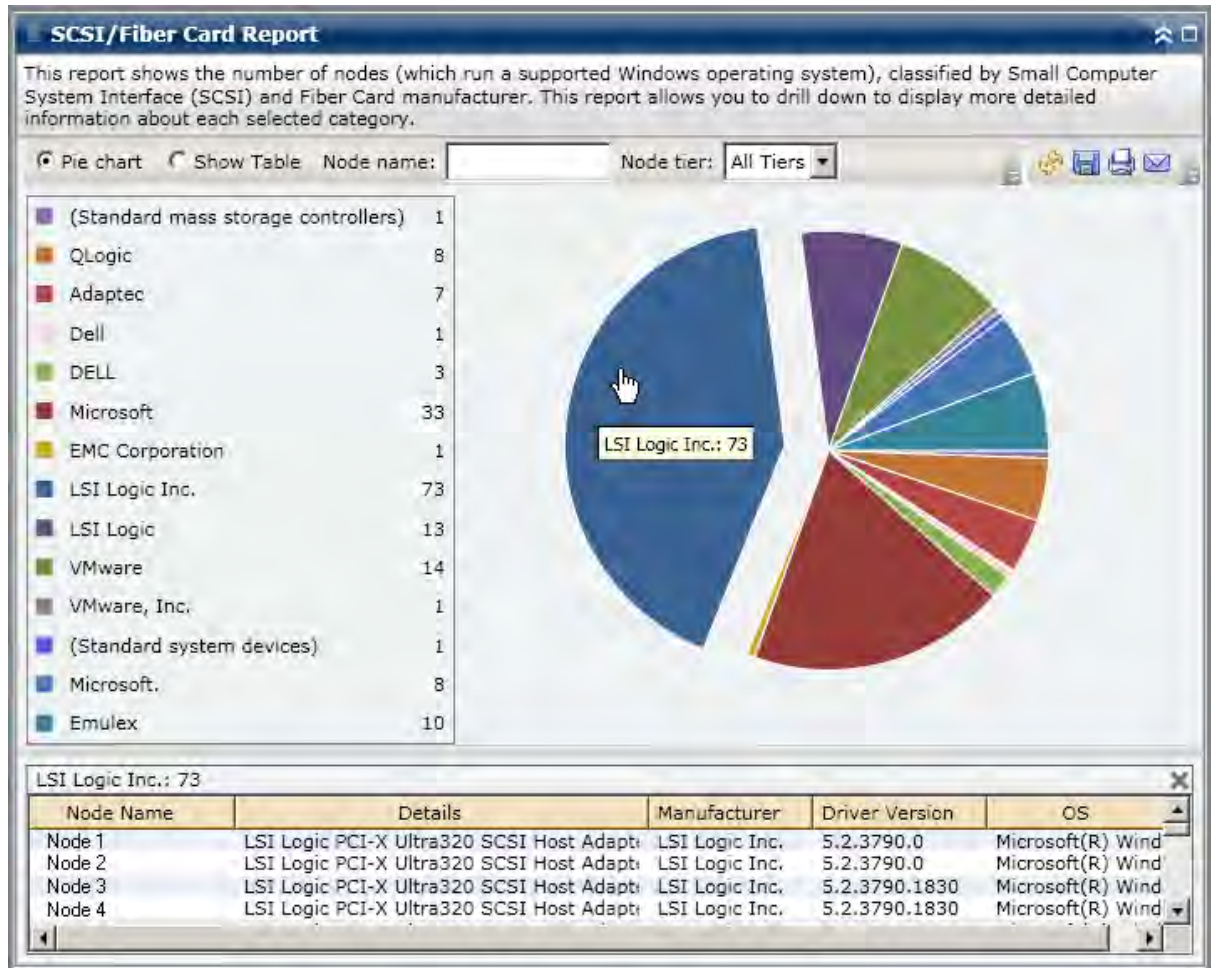 SCSI/Fiber Card Report
This report shows the number of nodes (which run a supported Windows operating system), classified by Small Computer
System Interface (SCSI) and Fiber Card manufacturer. This report allows you to drill down to display more detailed
information about each selected category.
Pie chart Show Table Node name: Node tier: All Tiers
(Standard mass storage controllers) 1
QLogic 8
Adaptec 7
Dell 1
DELL 3
Microsoft 33
EMC Corporation 1
LSI Logic Inc. 73
LSI Logic 13
VMware 14
VMware, Inc. 1
(Standard system devices) 1
Microsoft. 8
Emulex 10
LSI Logic Inc.: 73
LSI Logic Inc.: 73
Node Name Details Manufacturer Driver Version OS
Node 1 LSI Logic PCI-X Ultra320 SCSI Host Adapt LSI Logic Inc. 5.2.3790.0 Microsoft(R) Wind
Node 2 LSI Logic PCI-X Ultra320 SCSI Host Adapt LSI Logic Inc. 5.2.3790.0 Microsoft(R) Wind
Node 3 LSI Logic PCI-X Ultra320 SCSI Host Adapt LSI Logic Inc. 5.2.3790.1830 Microsoft(R) Wind
Node 4 LSI Logic PCI-X Ultra320 SCSI Host Adapt LSI Logic Inc. 5.2.3790.1830 Microsoft(R) Wind